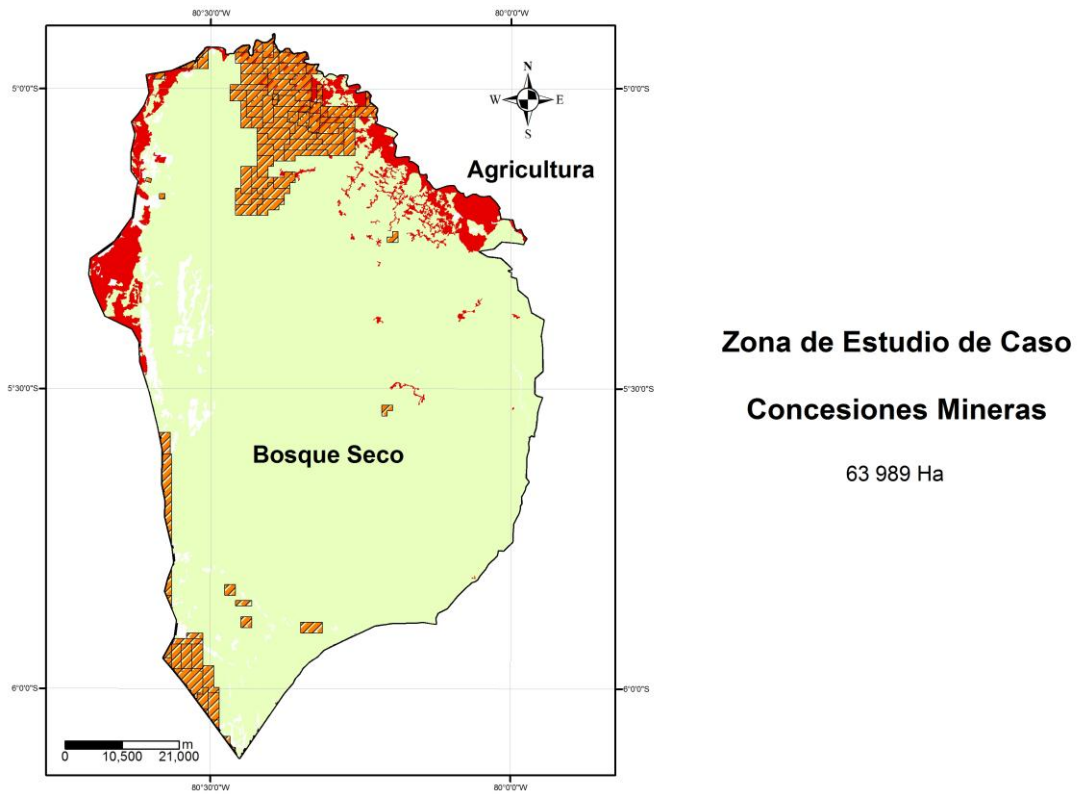 80°30'0"W 80°0'0"W
5°0'0"S 5°0'0"S
N
W E
S
Agricultura
Zona de Estudio de Caso
5°30'0"S 5°30'0"S
Concesiones Mineras
Bosque Seco
63 989 Ha
6°0'0"S 6°0'0"S
m
0 10,500 21,000
80°30'0"W 80°0'0"W